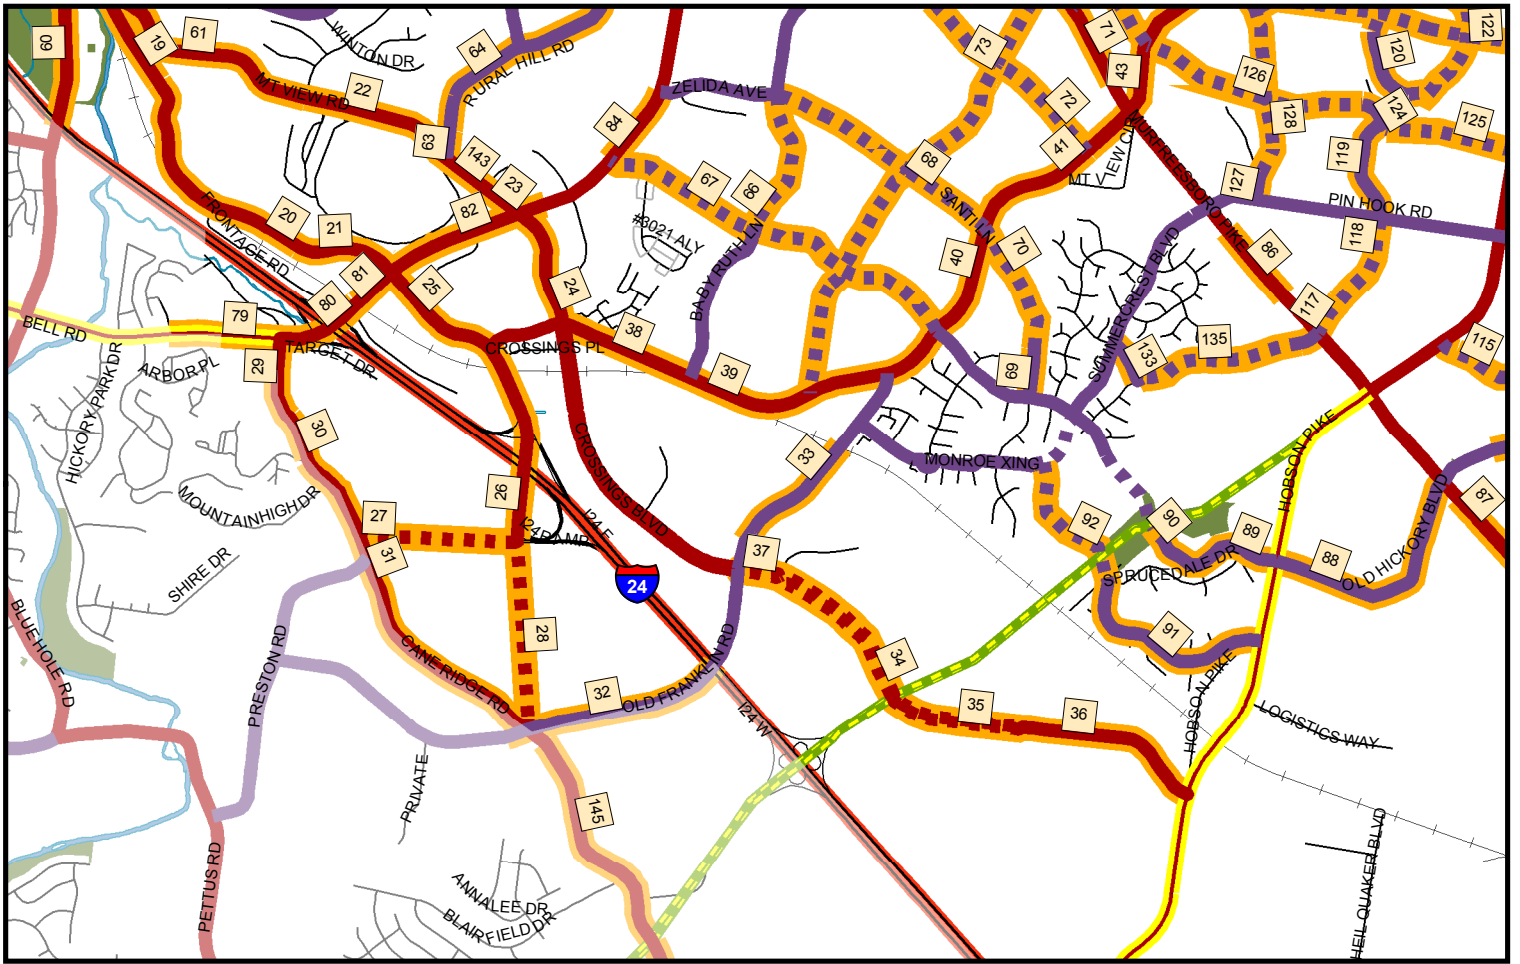 60
19
61
WINTON DR
64
RURAL HILL RD
73
71
43
122
120
126
MT VIEW RD
22
ZELIDA AVE
72
128
124
125
84
63
143
23
41
MT VIEW CIR
MURFREESBORO PIKE
119
68
67
66
127
PIN HOOK RD
20
21
82
#3021 ALY
SANTI LN
118
FRONTAGE RD
81
25
24
BABY RUTH LN
40
70
SUMMERCREST BLVD
86
117
BELL RD
79
80
38
115
TARGET DR
CROSSINGS PL
29
ARBOR PL
39
69
133
135
HICKORY PARK DR
30
33
MONROE XING
HOBSON PIKE
MOUNTAINHIGH DR
26
CROSSINGS BLVD
87
27
I24 RAMP
I24 E
92
90
89
88
OLD HICKORY BLVD
31
37
SPRUCEDALE DR
SHIRE DR
24
BLUE HOLE RD
PRESTON RD
28
CANE RIDGE RD
91
34
HOBSON PIKE
32
OLD FRANKLIN RD
I24 W
35
36
LOGISTICS WAY
PRIVATE
145
PETTUS RD
ANNALEE DR
BLAIRFIELD DR
HEIL QUAKER BLVD